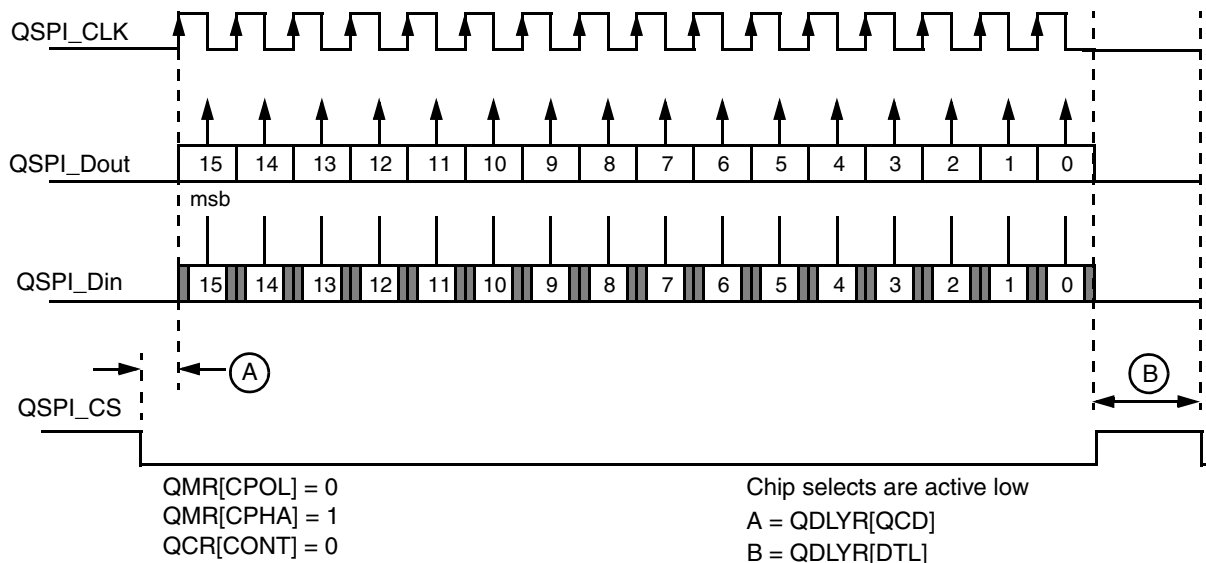 QSPI_CLK
QSPI_Dout
15 14 13 12 11 10 9 8 7 6 5 4 3 2 1 0
msb
QSPI_Din
15 14 13 12 11 10 9 8 7 6 5 4 3 2 1 0
A
B
QSPI_CS
QMR[CPOL] = 0
QMR[CPHA] = 1
QCR[CONT] = 0
Chip selects are active low
A = QDLYR[QCD]
B = QDLYR[DTL]